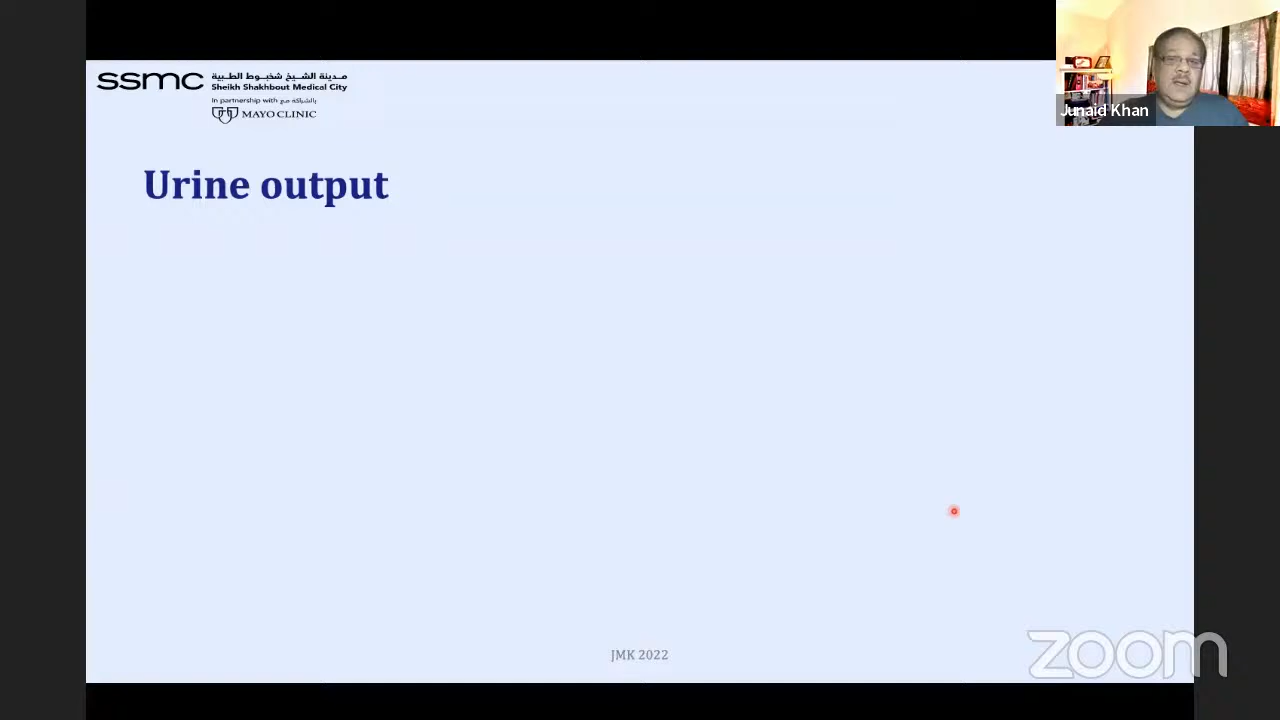 ssmc
مدينة الشيخ شخبوط الطبية
Sheikh Shakhbout Medical City
In partnership with بالشراكة مع
MAYO CLINIC
Junaid Khan
Urine output
JMK 2022
zoom